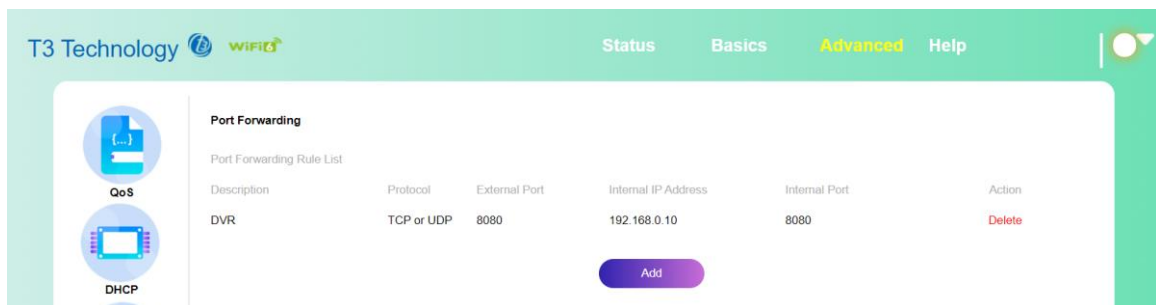 T3 Technology WiFi6 Status Basics Advanced Help
Port Forwarding
{...}
Port Forwarding Rule List
QoS
Description Protocol External Port Internal IP Address Internal Port Action
DVR TCP or UDP 8080 192.168.0.10 8080 Delete
Add
DHCP